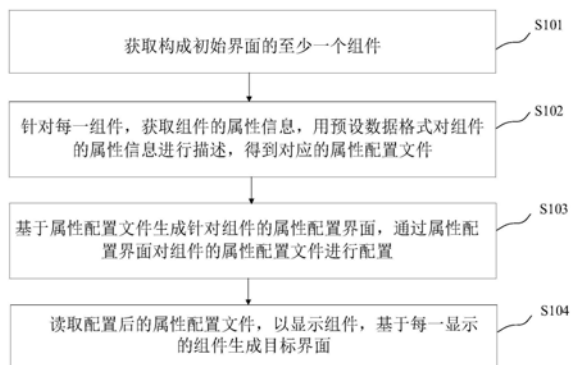 获取构成初始界面的至少一个组件
S101
针对每一组件，获取组件的属性信息，用预设数据格式对组件
的属性信息进行描述，得到对应的属性配置文件
S102
基于属性配置文件生成针对组件的属性配置界面，通过属性配
置界面对组件的属性配置文件进行配置
S103
读取配置后的属性配置文件，以显示组件，基于每一显示
的组件生成目标界面
S104